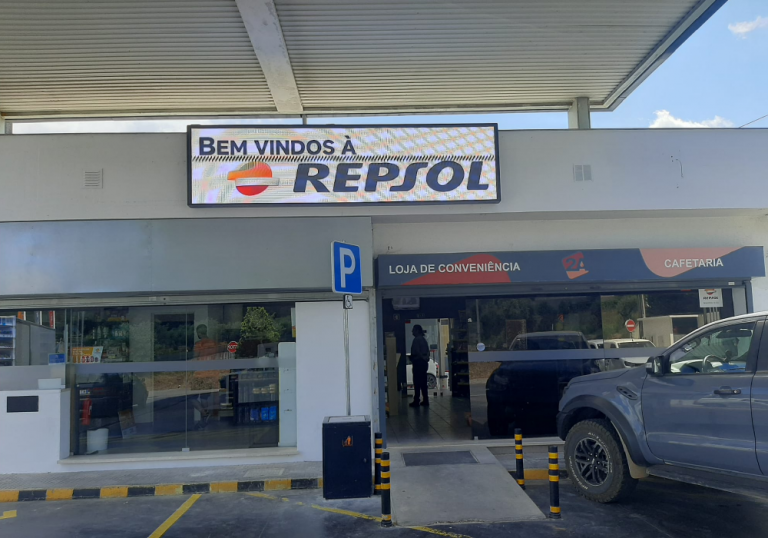 BEM VINDOS À
REPSOL
P
LOJA DE CONVENIÊNCIA
CAFETARIA